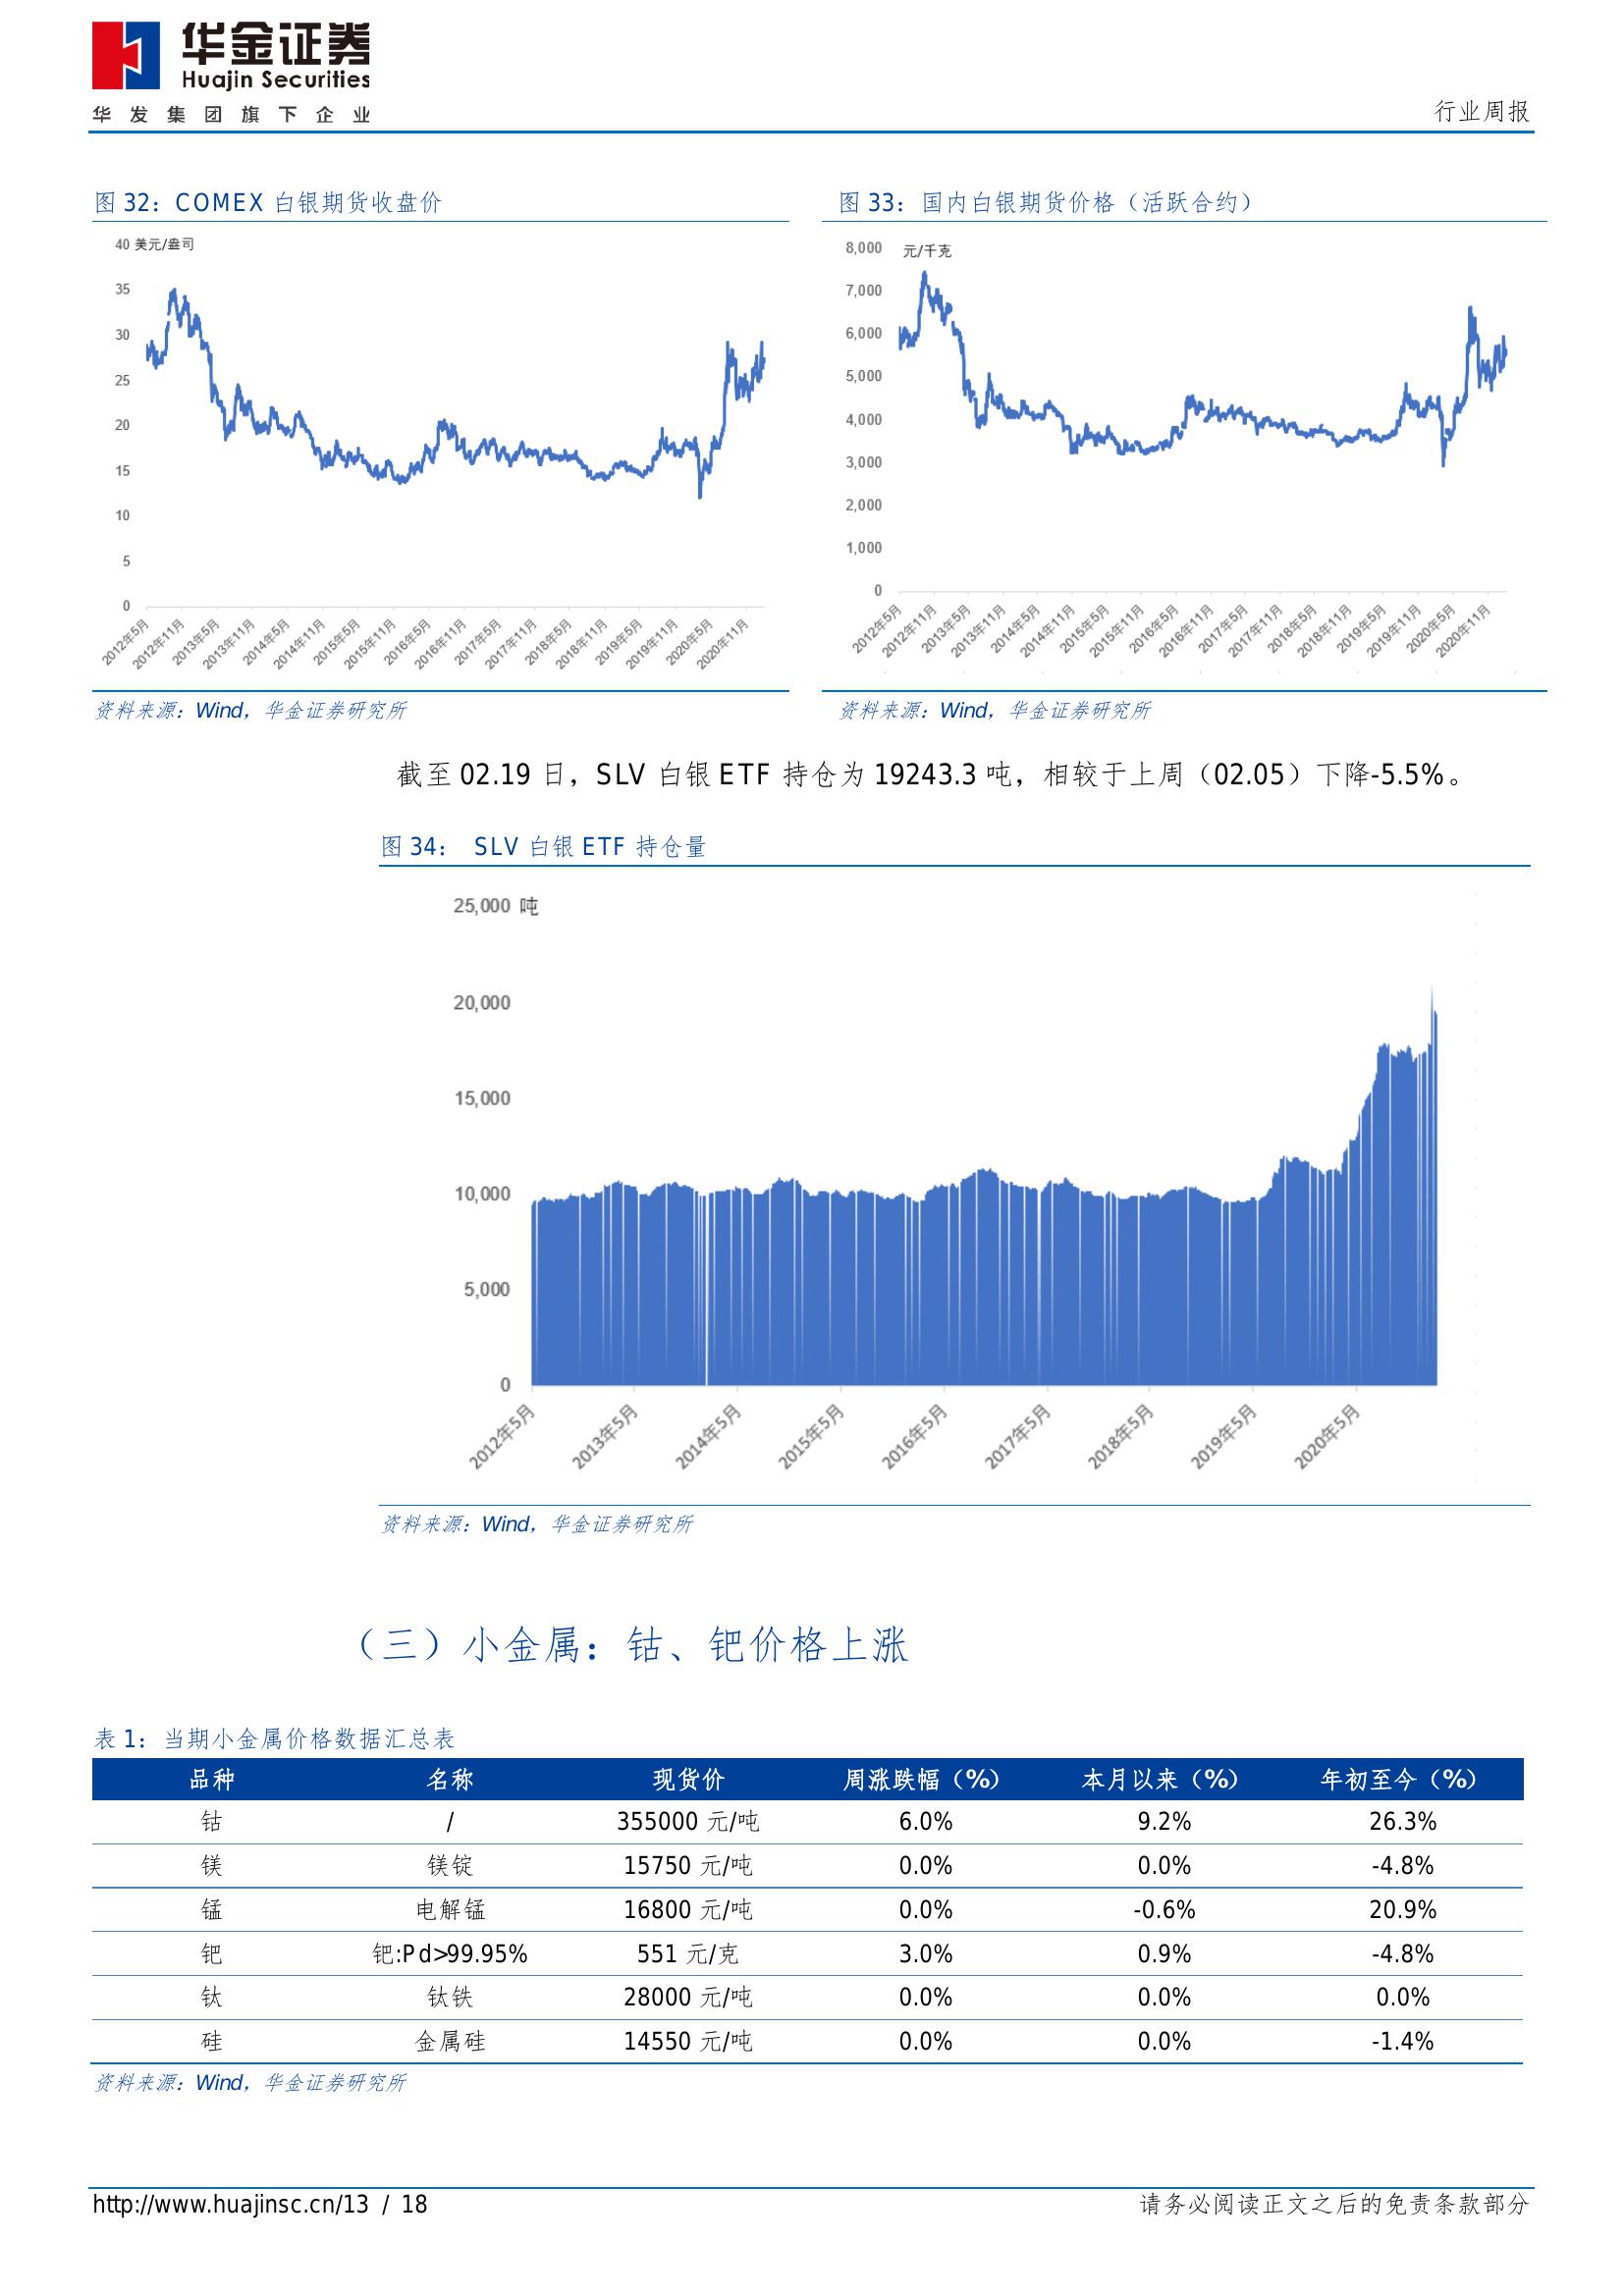 华金证券
Huajin Securities
华发集团旗下企业
行业周报
图 32：COMEX 白银期货收盘价
40 美元/盎司
35
30
25
20
15
10
5
0
2012年5月
2012年11月
2013年5月
2013年11月
2014年5月
2014年11月
2015年5月
2015年11月
2016年5月
2016年11月
2017年5月
2017年11月
2018年5月
2018年11月
2019年5月
2019年11月
2020年5月
2020年11月
资料来源：Wind，华金证券研究所
图 33：国内白银期货价格（活跃合约）
8,000 元/千克
7,000
6,000
5,000
4,000
3,000
2,000
1,000
0
2012年5月
2012年11月
2013年5月
2013年11月
2014年5月
2014年11月
2015年5月
2015年11月
2016年5月
2016年11月
2017年5月
2017年11月
2018年5月
2018年11月
2019年5月
2019年11月
2020年5月
2020年11月
资料来源：Wind，华金证券研究所
截至 02.19 日，SLV 白银 ETF 持仓为 19243.3 吨，相较于上周（02.05）下降-5.5%。
图 34： SLV 白银 ETF 持仓量
25,000 吨
20,000
15,000
10,000
5,000
0
2012年5月
2013年5月
2014年5月
2015年5月
2016年5月
2017年5月
2018年5月
2019年5月
2020年5月
资料来源：Wind，华金证券研究所
（三）小金属：钴、钯价格上涨
表 1：当期小金属价格数据汇总表
品种 名称 现货价 周涨跌幅（%） 本月以来（%） 年初至今（%）
钴 / 355000 元/吨 6.0% 9.2% 26.3%
镁 镁锭 15750 元/吨 0.0% 0.0% -4.8%
锰 电解锰 16800 元/吨 0.0% -0.6% 20.9%
钯 钯:Pd>99.95% 551 元/克 3.0% 0.9% -4.8%
钛 钛铁 28000 元/吨 0.0% 0.0% 0.0%
硅 金属硅 14550 元/吨 0.0% 0.0% -1.4%
资料来源：Wind，华金证券研究所
http://www.huajinsc.cn/13 / 18
请务必阅读正文之后的免责条款部分